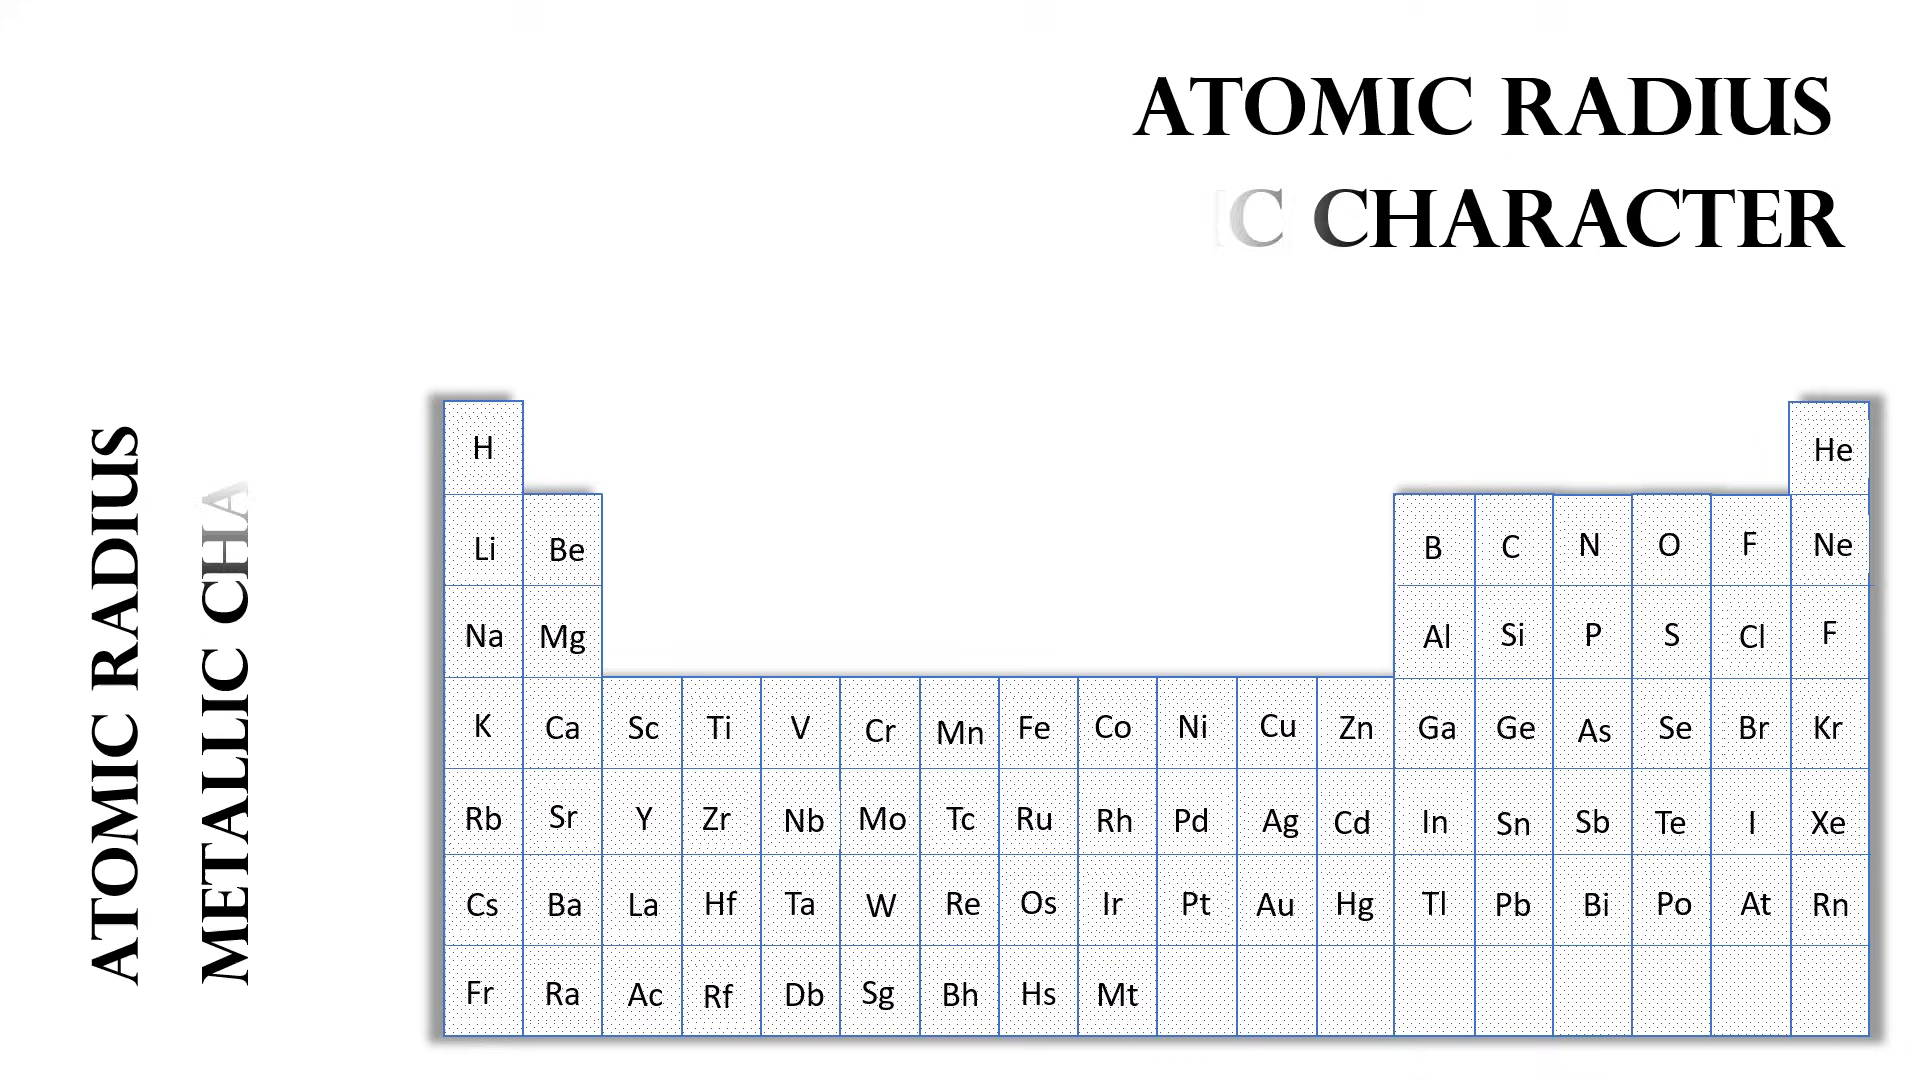 ATOMIC RADIUS
IC CHARACTER
ATOMIC RADIUS
METALLIC CHA
H He
Li Be B C N O F Ne
Na Mg Al Si P S Cl F
K Ca Sc Ti V Cr Mn Fe Co Ni Cu Zn Ga Ge As Se Br Kr
Rb Sr Y Zr Nb Mo Tc Ru Rh Pd Ag Cd In Sn Sb Te I Xe
Cs Ba La Hf Ta W Re Os Ir Pt Au Hg Tl Pb Bi Po At Rn
Fr Ra Ac Rf Db Sg Bh Hs Mt